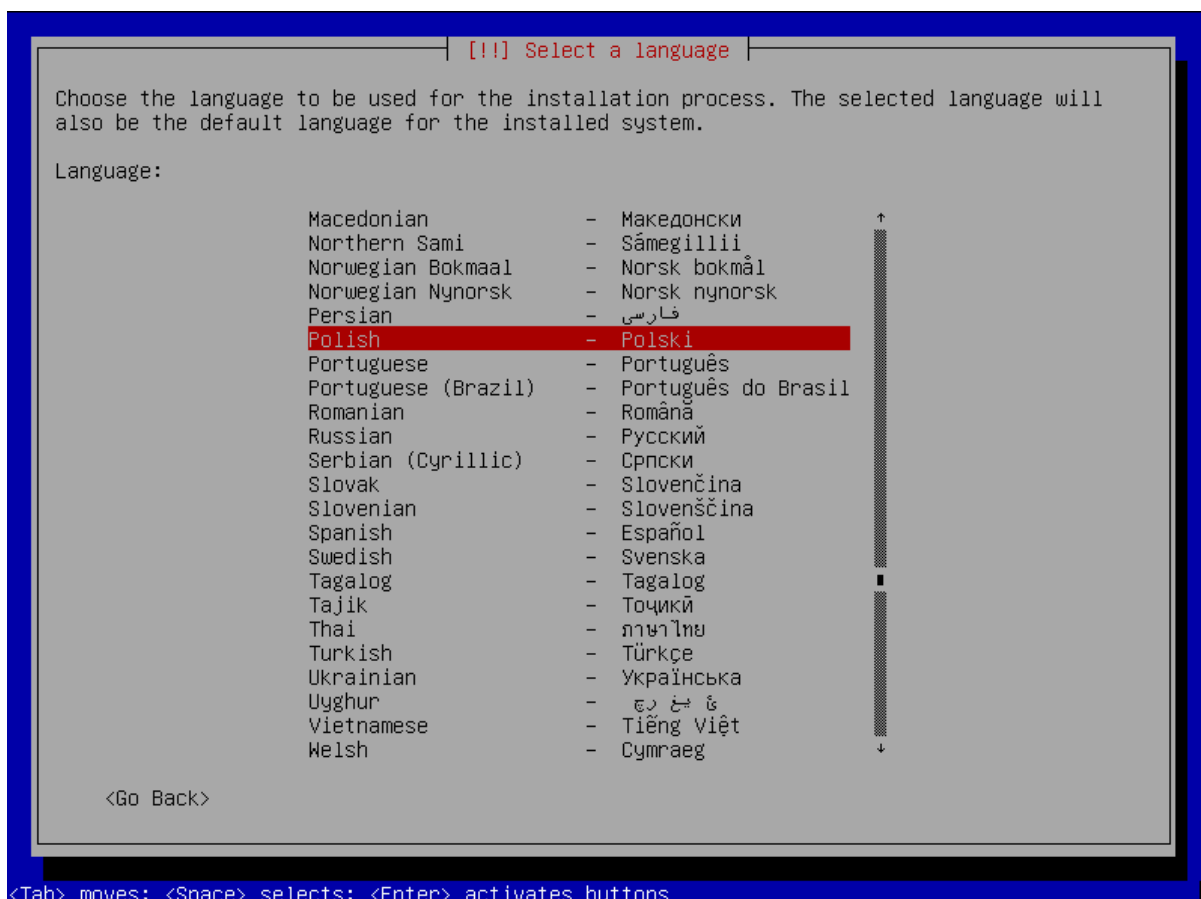 [!!] Select a language
Choose the language to be used for the installation process. The selected language will
also be the default language for the installed system.
Language:
Macedonian - Македонски
Northern Sami - Sámegillii
Norwegian Bokmaal - Norsk bokmål
Norwegian Nynorsk - Norsk nynorsk
Persian - فارسی
Polish - Polski
Portuguese - Português
Portuguese (Brazil) - Português do Brasil
Romanian - Română
Russian - Русский
Serbian (Cyrillic) - Српски
Slovak - Slovenčina
Slovenian - Slovenščina
Spanish - Español
Swedish - Svenska
Tagalog - Tagalog
Tajik - Тоҷикӣ
Thai - ภาษาไทย
Turkish - Türkçe
Ukrainian - Українська
Uyghur -
Vietnamese - Tiếng Việt
Welsh - Cymraeg
<Go Back>
<Tab> moves; <Space> selects; <Enter> activates buttons